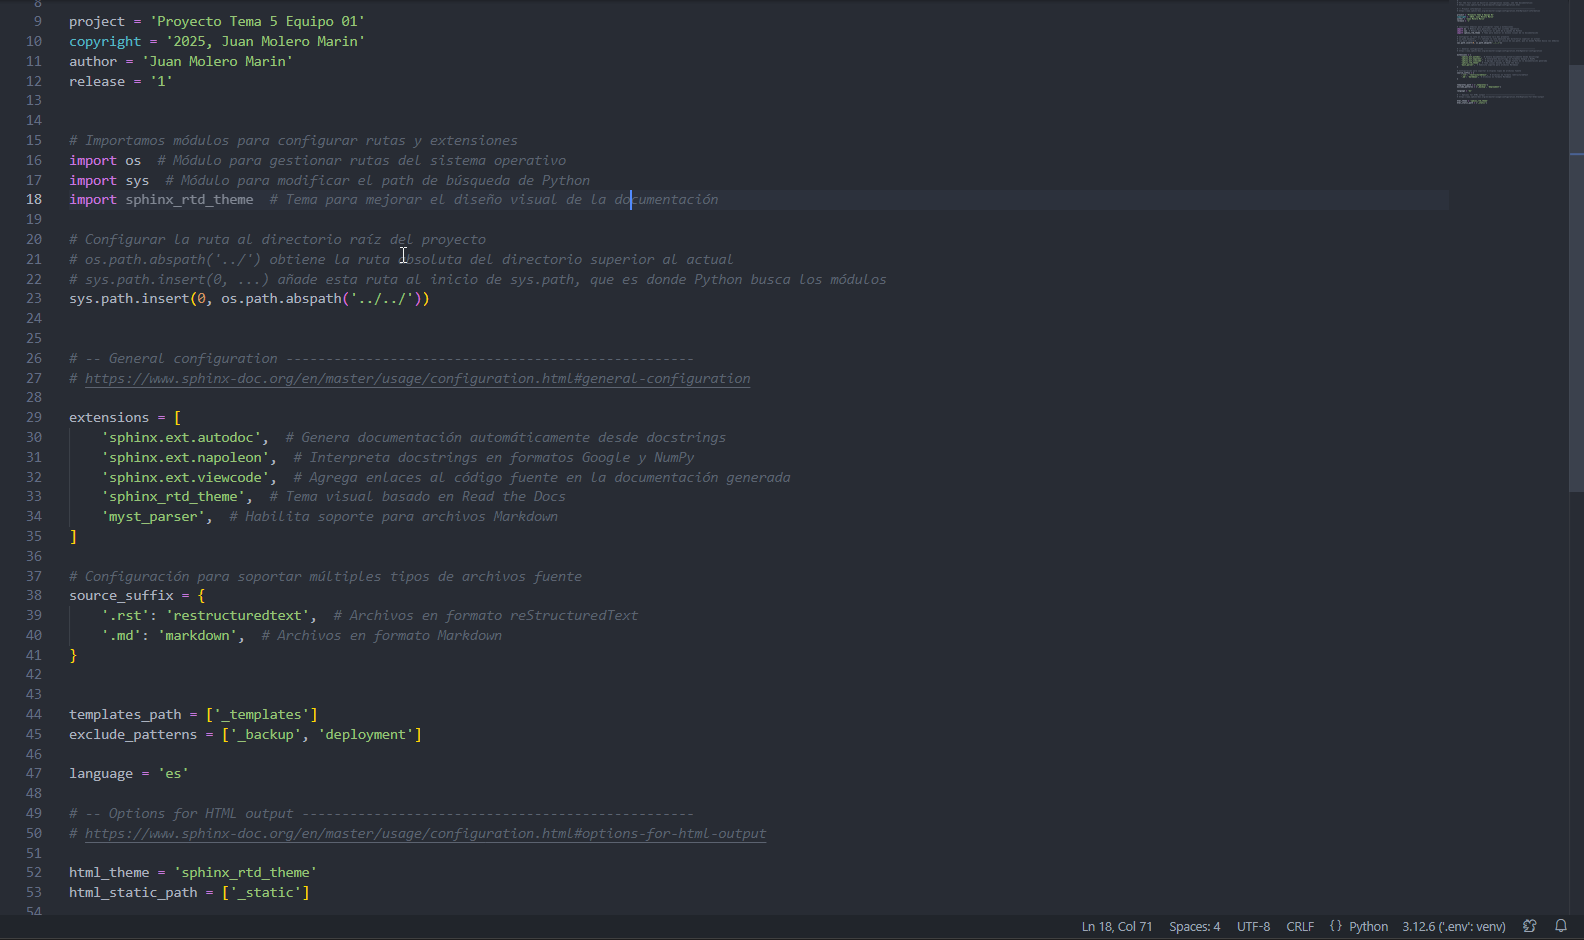 8
9 project = 'Proyecto Tema 5 Equipo 01'
10 copyright = '2025, Juan Molero Marin'
11 author = 'Juan Molero Marin'
12 release = '1'
13
14
15 # Importamos módulos para configurar rutas y extensiones
16 import os  # Módulo para gestionar rutas del sistema operativo
17 import sys  # Módulo para modificar el path de búsqueda de Python
18 import sphinx_rtd_theme  # Tema para mejorar el diseño visual de la documentación
19
20 # Configurar la ruta al directorio raíz del proyecto
21 # os.path.abspath('../') obtiene la ruta absoluta del directorio superior al actual
22 # sys.path.insert(0, ...) añade esta ruta al inicio de sys.path, que es donde Python busca los módulos
23 sys.path.insert(0, os.path.abspath('../../'))
24
25
26 # -- General configuration ---------------------------------------------------
27 # https://www.sphinx-doc.org/en/master/usage/configuration.html#general-configuration
28
29 extensions = [
30     'sphinx.ext.autodoc',  # Genera documentación automáticamente desde docstrings
31     'sphinx.ext.napoleon',  # Interpreta docstrings en formatos Google y NumPy
32     'sphinx.ext.viewcode',  # Agrega enlaces al código fuente en la documentación generada
33     'sphinx_rtd_theme',  # Tema visual basado en Read the Docs
34     'myst_parser',  # Habilita soporte para archivos Markdown
35 ]
36
37 # Configuración para soportar múltiples tipos de archivos fuente
38 source_suffix = {
39     '.rst': 'restructuredtext',  # Archivos en formato reStructuredText
40     '.md': 'markdown',  # Archivos en formato Markdown
41 }
42
43
44 templates_path = ['_templates']
45 exclude_patterns = ['_backup', 'deployment']
46
47 language = 'es'
48
49 # -- Options for HTML output -------------------------------------------------
50 # https://www.sphinx-doc.org/en/master/usage/configuration.html#options-for-html-output
51
52 html_theme = 'sphinx_rtd_theme'
53 html_static_path = ['_static']
54
Ln 18, Col 71 Spaces: 4 UTF-8 CRLF {} Python 3.12.6 ('.env': venv)